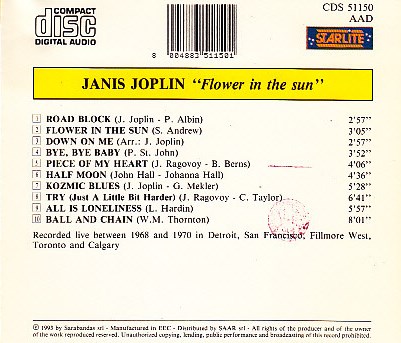 COMPACT
disc
DIGITAL AUDIO
8 004883 511501
CDS 51150
AAD
STARLITE
JANIS JOPLIN "Flower in the sun"
1 ROAD BLOCK (J. Joplin - P. Albin) 2'57"
2 FLOWER IN THE SUN (S. Andrew) 3'05"
3 DOWN ON ME (Arr.: J. Joplin) 2'57"
4 BYE, BYE BABY (P. St. John) 3'52"
5 PIECE OF MY HEART (J. Ragovoy - B. Berns) 4'06"
6 HALF MOON (John Hall - Johanna Hall) 4'36"
7 KOZMIC BLUES (J. Joplin - G. Mekler) 5'28"
8 TRY (Just A Little Bit Harder) (J. Ragovoy - C. Taylor) 6'41"
9 ALL IS LONELINESS (L. Hardin) 5'57"
10 BALL AND CHAIN (W.M. Thornton) 8'01"
Recorded live between 1968 and 1970 in Detroit, San Francisco, Fillmore West,
Toronto and Calgary
℗ 1993 by Sarabandas srl - Manufactured in EEC - Distributed by SAAR srl - All rights of the producer and of the owner
of the work reproduced reserved. Unauthorized copying, lending, public performance and broadcasting of this record prohibited.